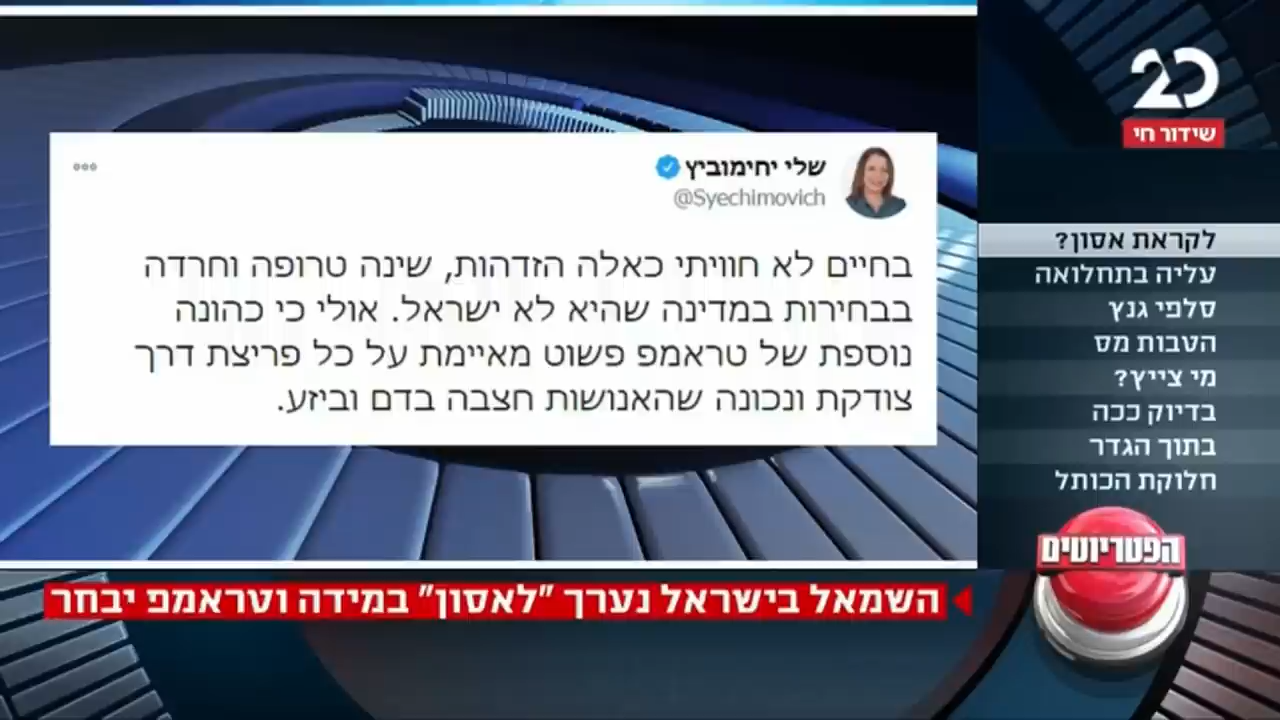 20
שידור חי
שלי יחימוביץ
@Syechimovich
בחיים לא חוויתי כאלה הזדהות, שינה טרופה וחרדה
בבחירות במדינה שהיא לא ישראל. אולי כי כהונה
נוספת של טראמפ פשוט מאיימת על כל פריצת דרך
צודקת ונכונה שהאנושות חצבה בדם וביזע.
לקראת אסון?
עליה בתחלואה
סלפי גנץ
הטבות מס
מי צייץ?
בדיוק ככה
בתוך הגדר
חלוקת הכותל
הפטריוטים
השמאל בישראל נערך "לאסון" במידה וטראמפ יבחר